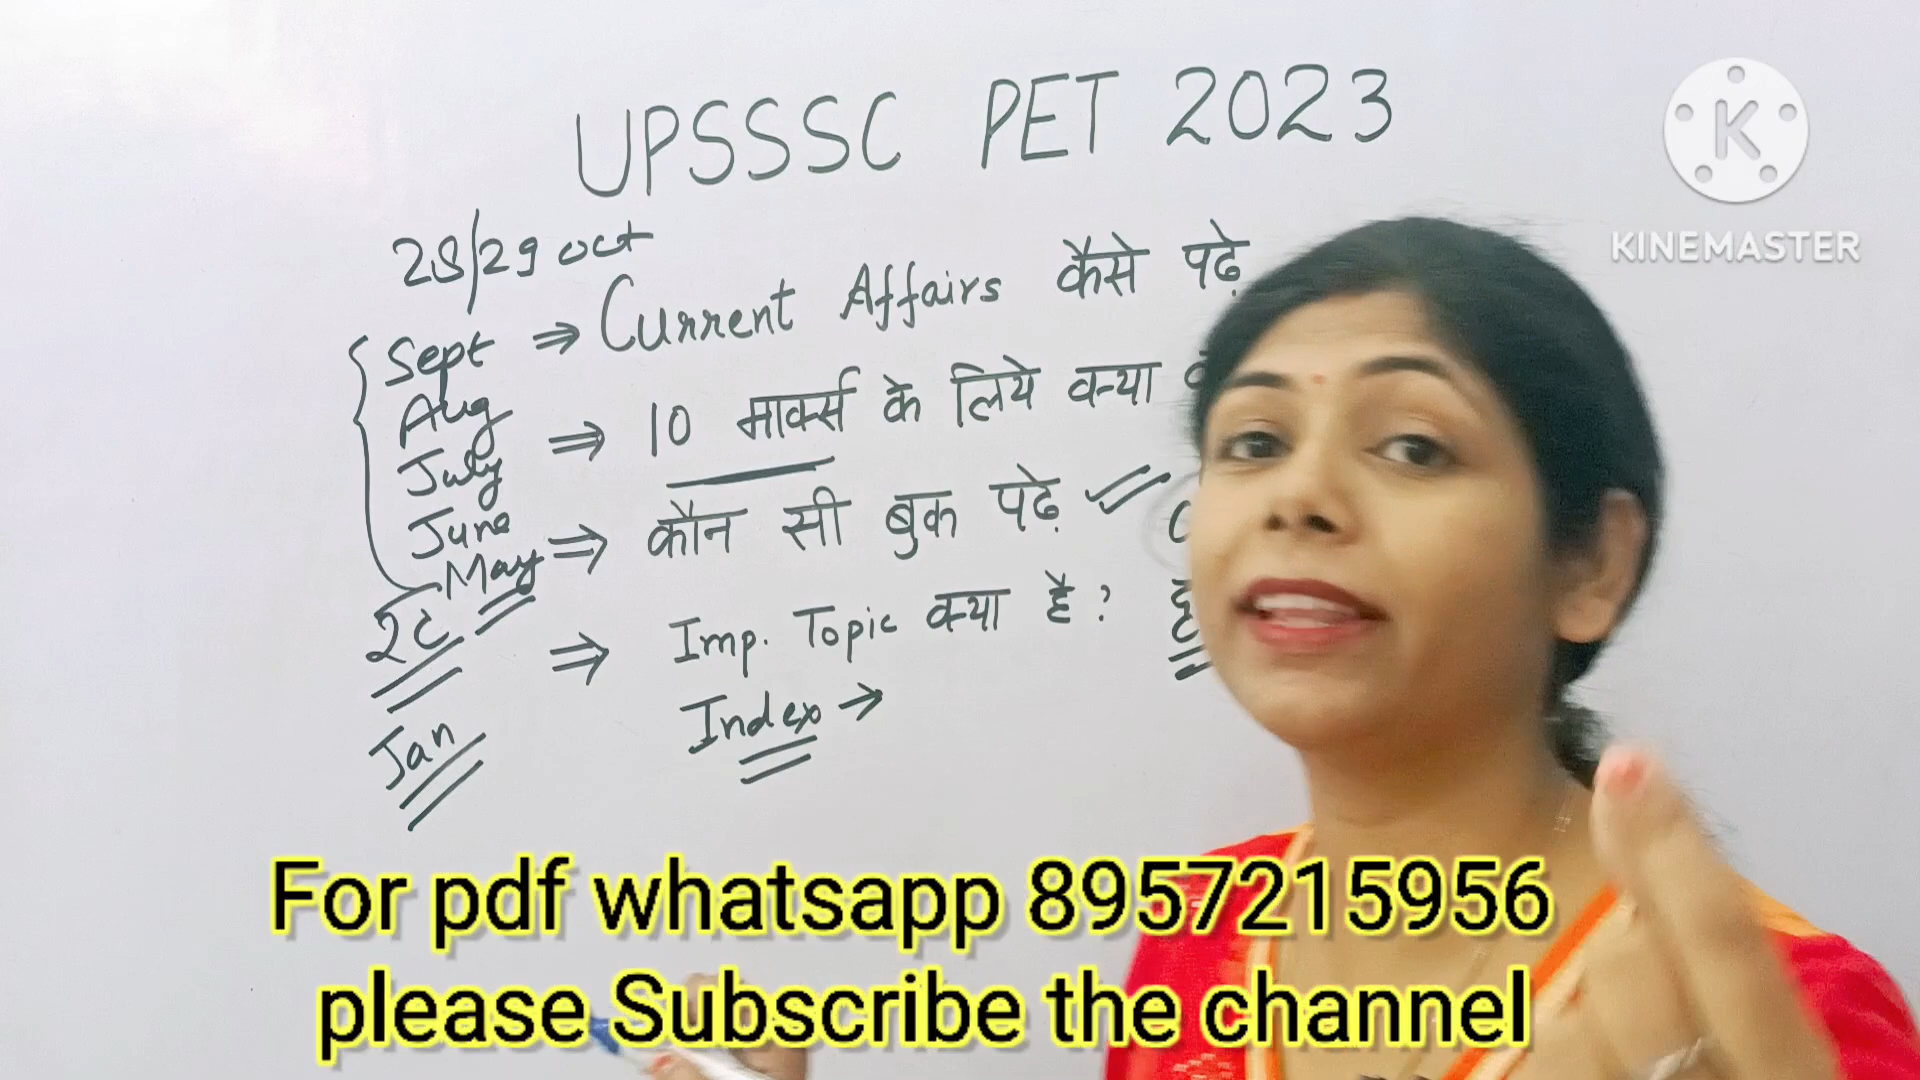 UPSSSC PET 2023
KINEMASTER
28/29 oct
Sept ⇒ Current Affairs कैसे पढ़े
Aug
July ⇒ 10 मार्क्स के लिये क्या
June
May ⇒ कौन सी बुक पढ़े
⇒ Imp. Topic क्या है?
Index →
Jan
For pdf whatsapp 8957215956
please Subscribe the channel